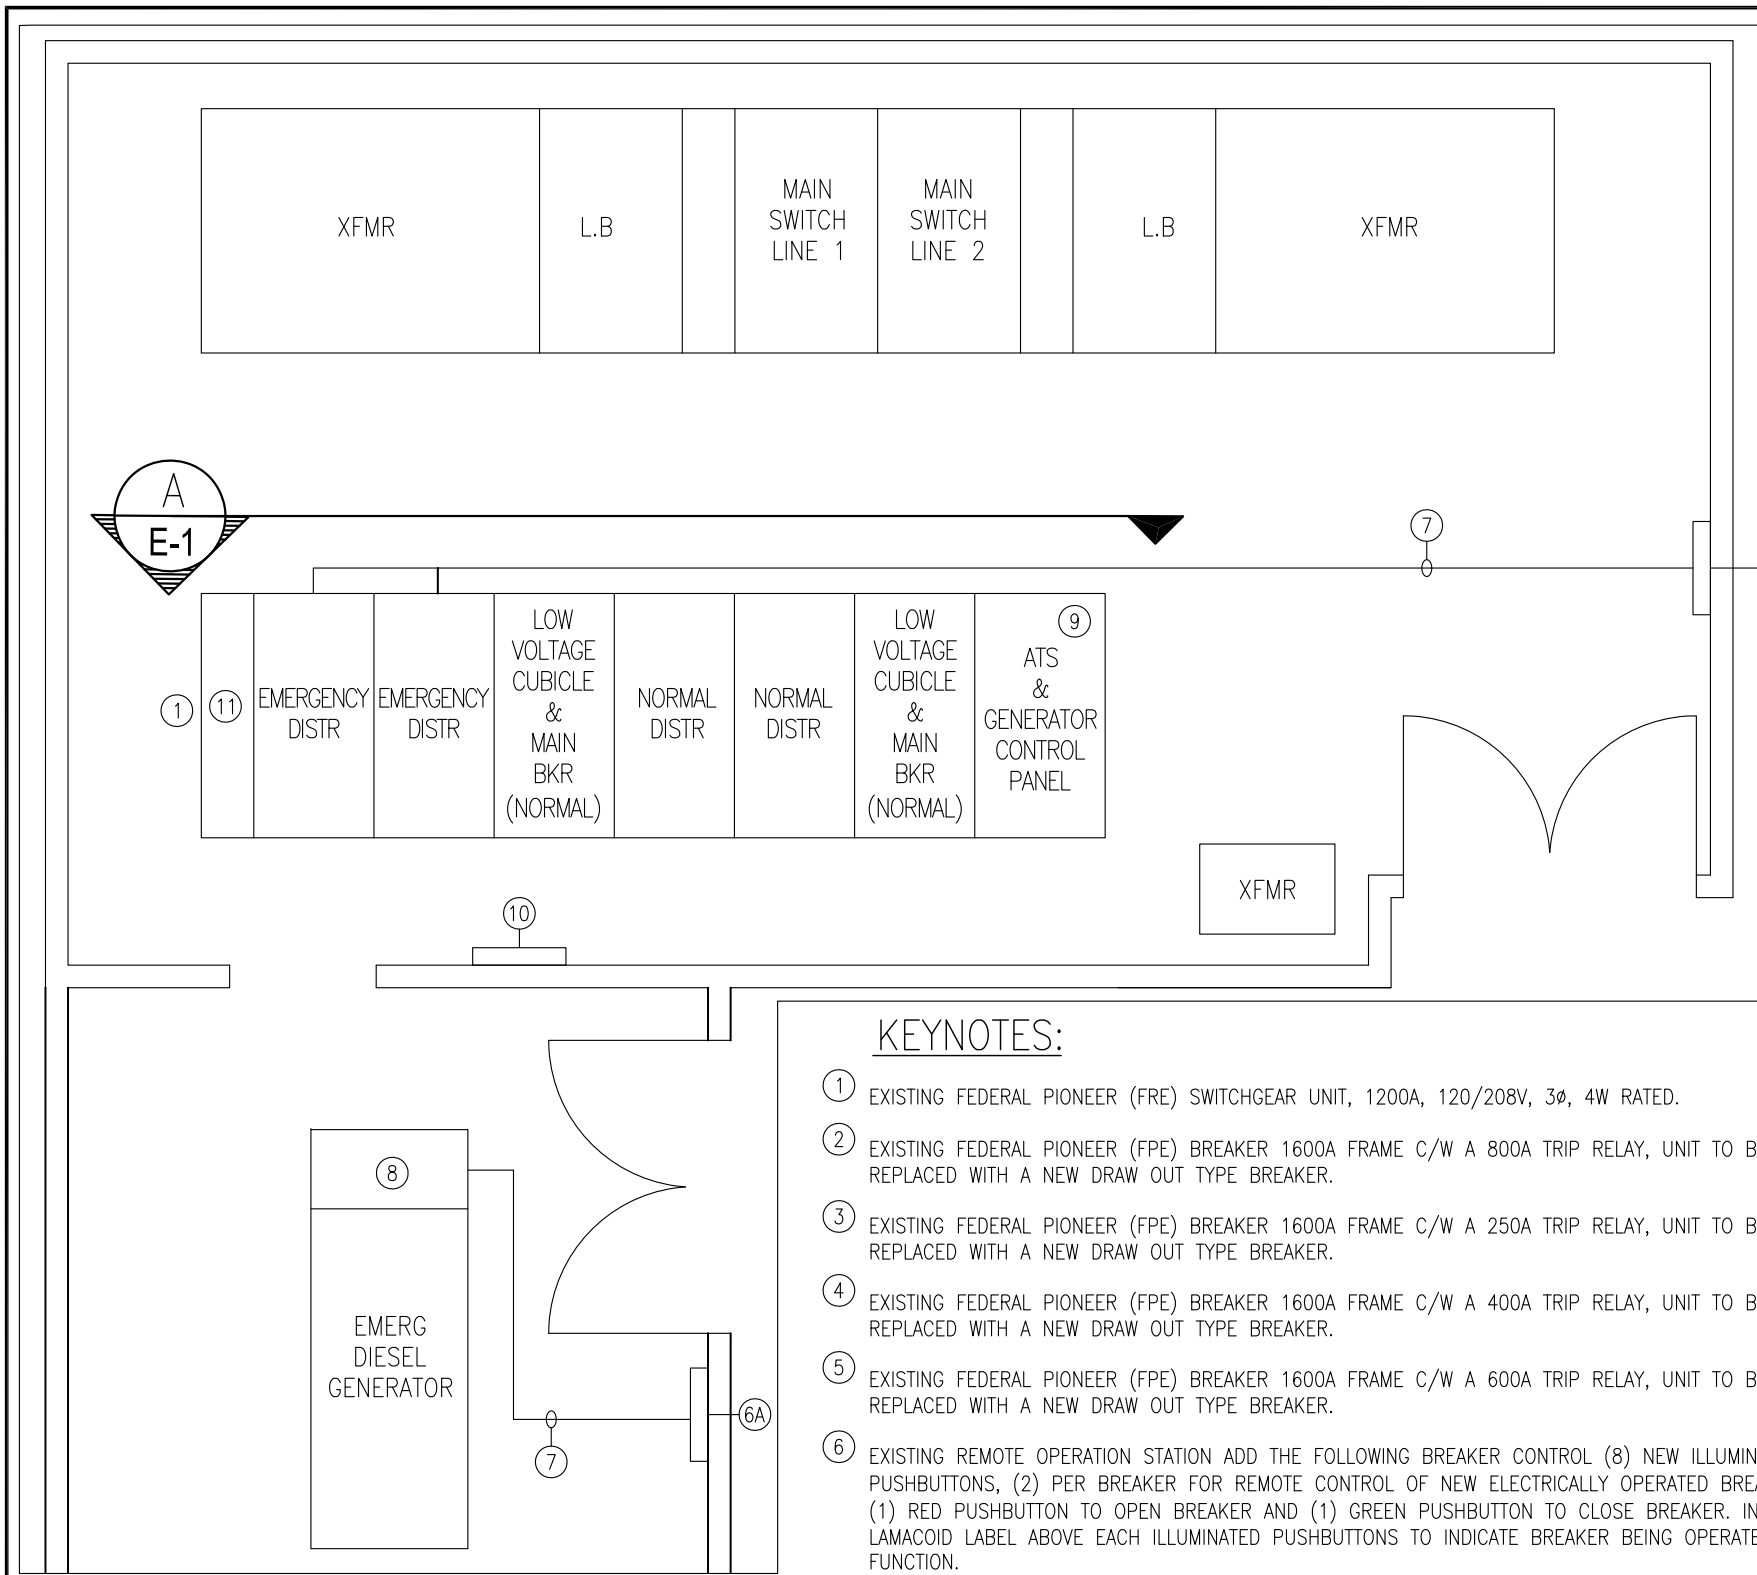 XFMR
L.B
MAIN
SWITCH
LINE 1
MAIN
SWITCH
LINE 2
L.B
XFMR
A
E-1
7
1
11
EMERGENCY
DISTR
EMERGENCY
DISTR
LOW
VOLTAGE
CUBICLE
&
MAIN
BKR
(NORMAL)
NORMAL
DISTR
NORMAL
DISTR
LOW
VOLTAGE
CUBICLE
&
MAIN
BKR
(NORMAL)
9
ATS
&
GENERATOR
CONTROL
PANEL
XFMR
10
8
EMERG
DIESEL
GENERATOR
7
6A
KEYNOTES:
1 EXISTING FEDERAL PIONEER (FRE) SWITCHGEAR UNIT, 1200A, 120/208V, 3ø, 4W RATED.
2 EXISTING FEDERAL PIONEER (FPE) BREAKER 1600A FRAME C/W A 800A TRIP RELAY, UNIT TO B
REPLACED WITH A NEW DRAW OUT TYPE BREAKER.
3 EXISTING FEDERAL PIONEER (FPE) BREAKER 1600A FRAME C/W A 250A TRIP RELAY, UNIT TO B
REPLACED WITH A NEW DRAW OUT TYPE BREAKER.
4 EXISTING FEDERAL PIONEER (FPE) BREAKER 1600A FRAME C/W A 400A TRIP RELAY, UNIT TO B
REPLACED WITH A NEW DRAW OUT TYPE BREAKER.
5 EXISTING FEDERAL PIONEER (FPE) BREAKER 1600A FRAME C/W A 600A TRIP RELAY, UNIT TO B
REPLACED WITH A NEW DRAW OUT TYPE BREAKER.
6 EXISTING REMOTE OPERATION STATION ADD THE FOLLOWING BREAKER CONTROL (8) NEW ILLUMIN
PUSHBUTTONS, (2) PER BREAKER FOR REMOTE CONTROL OF NEW ELECTRICALLY OPERATED BREA
(1) RED PUSHBUTTON TO OPEN BREAKER AND (1) GREEN PUSHBUTTON TO CLOSE BREAKER. IN
LAMACOID LABEL ABOVE EACH ILLUMINATED PUSHBUTTONS TO INDICATE BREAKER BEING OPERATE
FUNCTION.